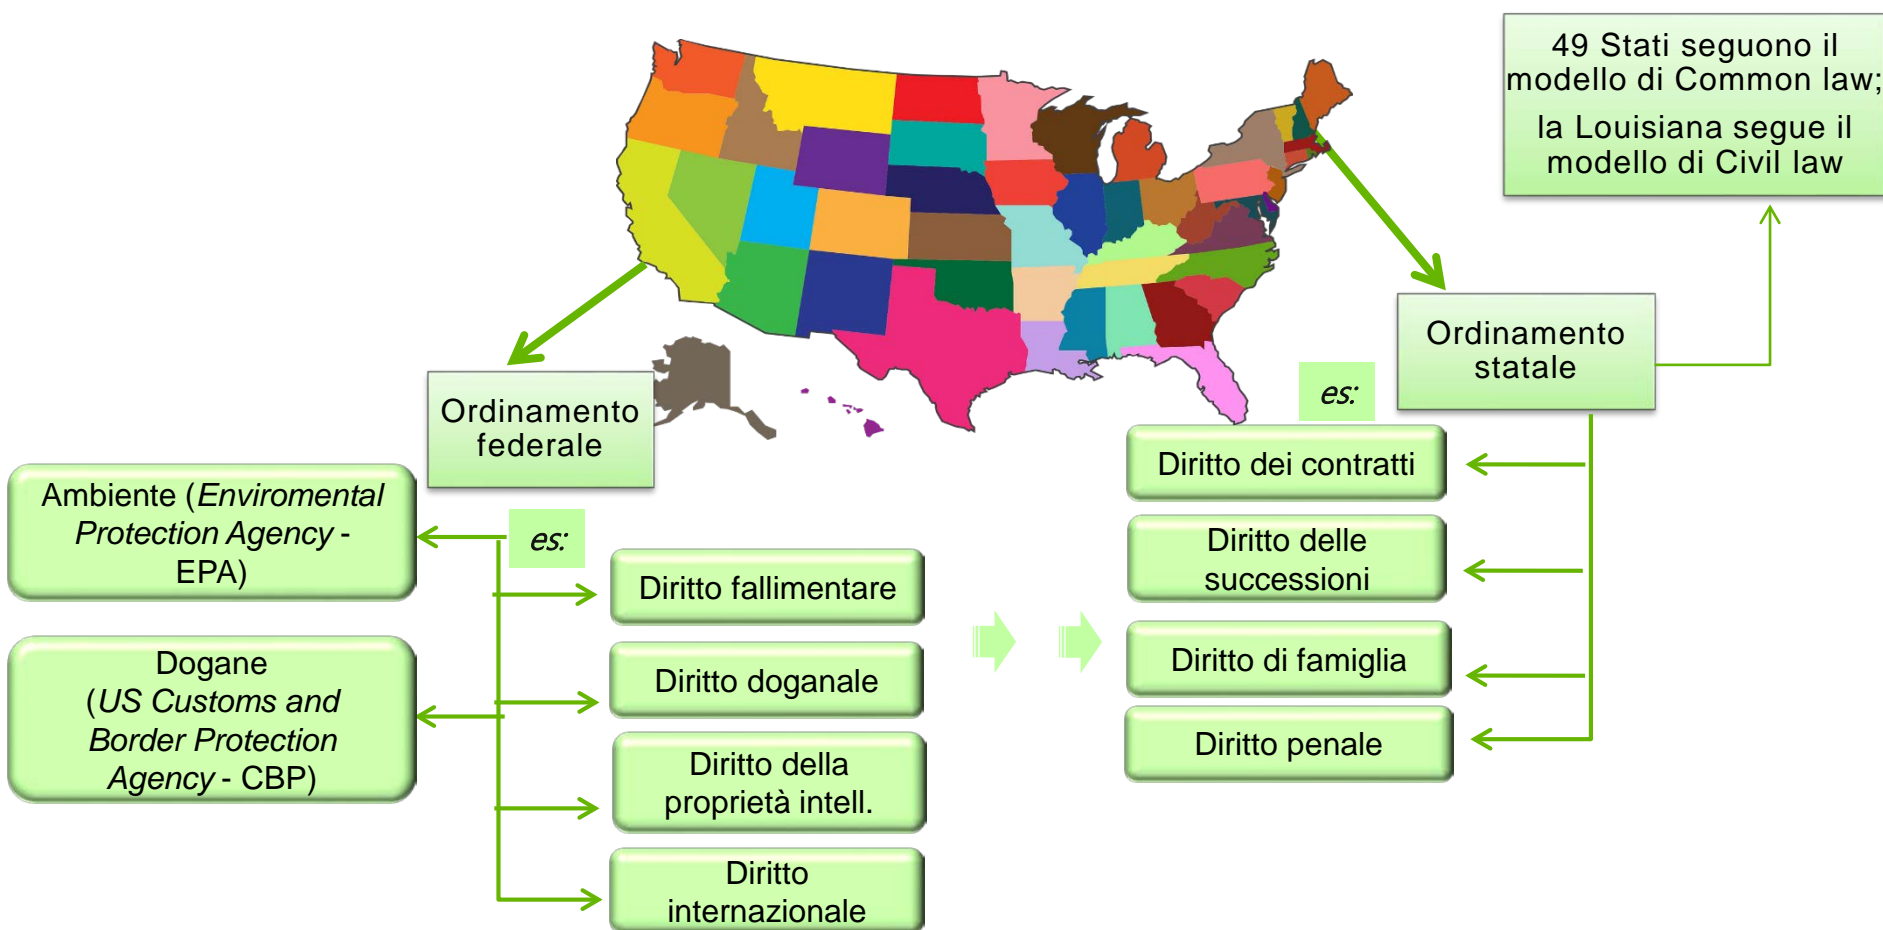 49 Stati seguono il
modello di Common law;
la Louisiana segue il
modello di Civil law
Ordinamento
statale
es:
Ordinamento
federale
Diritto dei contratti
Diritto delle
successioni
Diritto di famiglia
Diritto penale
Ambiente (Enviromental
Protection Agency -
EPA)
es:
Diritto fallimentare
Diritto doganale
Diritto della
proprietà intell.
Diritto
internazionale
Dogane
(US Customs and
Border Protection
Agency - CBP)